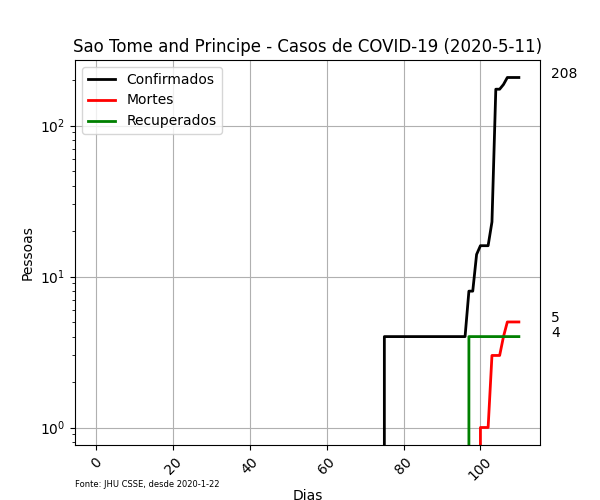 Sao Tome and Principe - Casos de COVID-19 (2020-5-11)
Confirmados
Mortes
Recuperados
208
5
4
Pessoas
10²
10¹
10⁰
0
20
40
60
80
100
Fonte: JHU CSSE, desde 2020-1-22
Dias